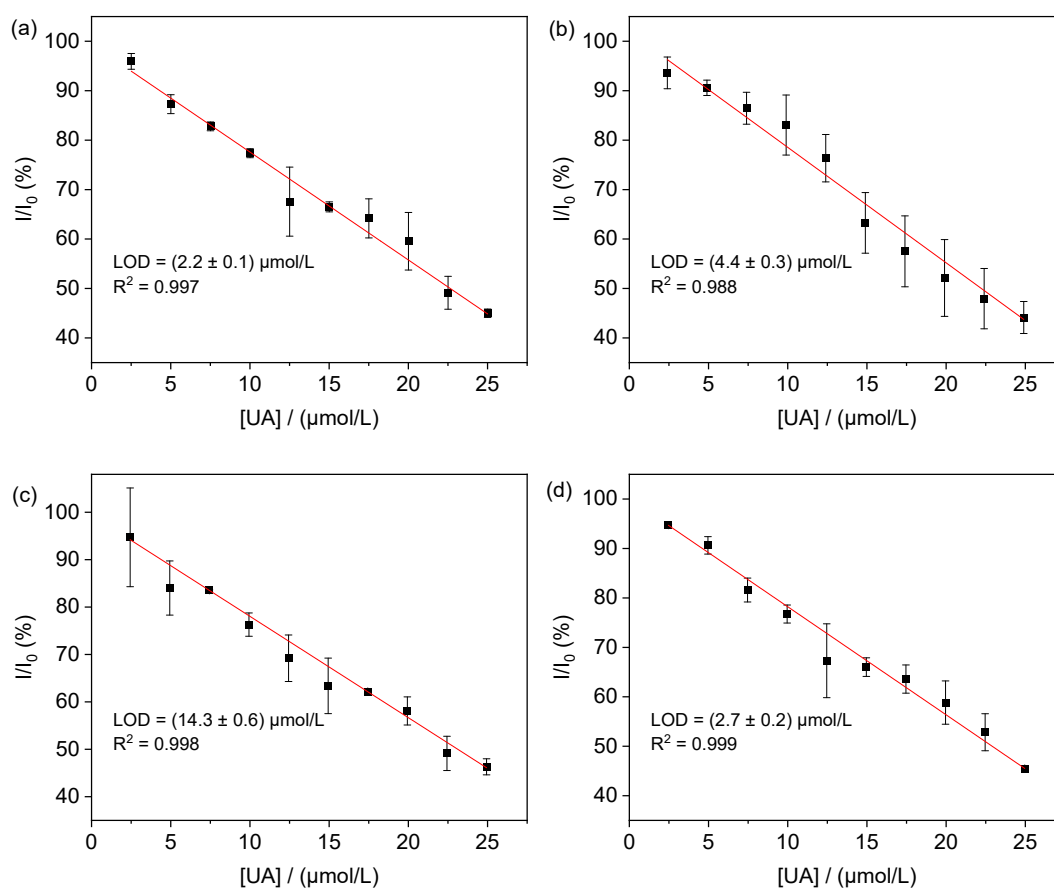 (a)
100
90
80
70
60
50
40
I/I₀ (%)
LOD = (2.2 ± 0.1) µmol/L
R² = 0.997
0 5 10 15 20 25
[UA] / (µmol/L)
(b)
100
90
80
70
60
50
40
I/I₀ (%)
LOD = (4.4 ± 0.3) µmol/L
R² = 0.988
0 5 10 15 20 25
[UA] / (µmol/L)
(c)
100
90
80
70
60
50
40
I/I₀ (%)
LOD = (14.3 ± 0.6) µmol/L
R² = 0.998
0 5 10 15 20 25
[UA] / (µmol/L)
(d)
100
90
80
70
60
50
40
I/I₀ (%)
LOD = (2.7 ± 0.2) µmol/L
R² = 0.999
0 5 10 15 20 25
[UA] / (µmol/L)